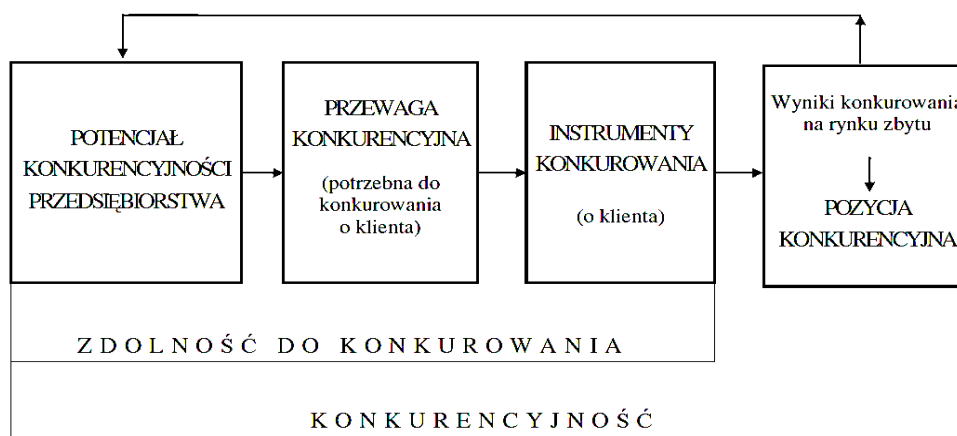 POTENCJAŁ
KONKURENCYJNOŚCI
PRZEDSIĘBIORSTWA
PRZEWAGA
KONKURENCYJNA
(potrzebna do
konkurowania
o klienta)
INSTRUMENTY
KONKUROWANIA
(o klienta)
Wyniki konkurowania
na rynku zbytu
POZYCJA
KONKURENCYJNA
ZDOLNOŚĆ DO KONKUROWANIA
KONKURENCYJNOŚĆ